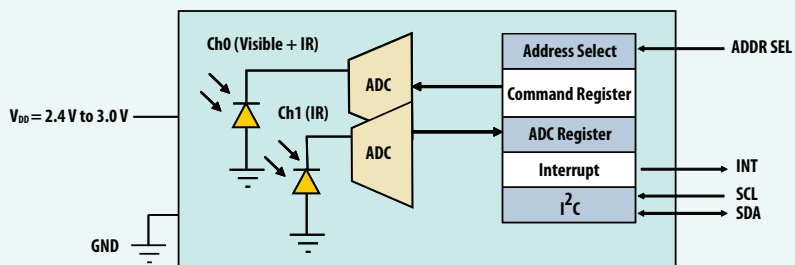 Ch0 (Visible + IR)
ADC
Address Select
ADDR SEL
Command Register
V_DD = 2.4 V to 3.0 V
Ch1 (IR)
ADC
ADC Register
Interrupt
INT
I²C
SCL
SDA
GND